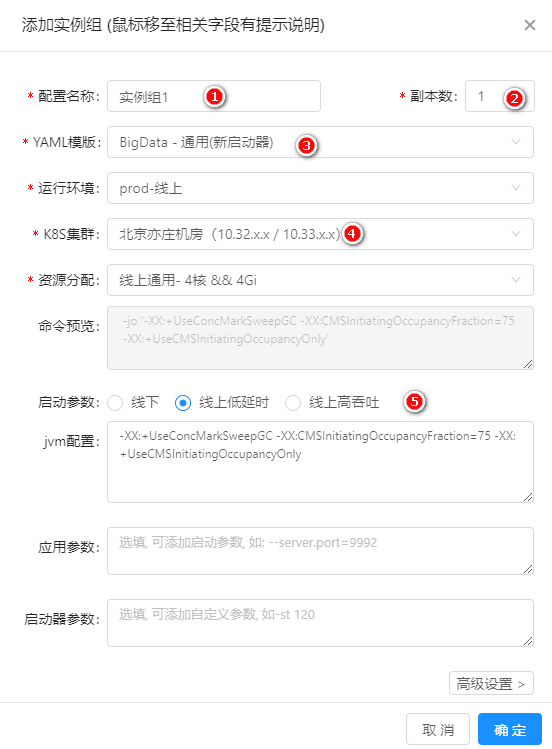 添加实例组 (鼠标移至相关字段有提示说明)
* 配置名称: 实例组1 1 * 副本数: 1 2
* YAML模版: BigData - 通用(新启动器) 3
* 运行环境: prod-线上
* K8S集群: 北京亦庄机房（10.32.x.x / 10.33.x.x） 4
* 资源分配: 线上通用- 4核 && 4Gi
命令预览: -jo '-XX:+UseConcMarkSweepGC -XX:CMSInitiatingOccupancyFraction=75
-XX:+UseCMSInitiatingOccupancyOnly'
启动参数: 线下 线上低延时 线上高吞吐 5
jvm配置: -XX:+UseConcMarkSweepGC -XX:CMSInitiatingOccupancyFraction=75 -XX:
+UseCMSInitiatingOccupancyOnly
应用参数: 选填, 可添加启动参数, 如: --server.port=9992
启动器参数: 选填, 可添加自定义参数, 如-st 120
高级设置 >
取 消 确 定